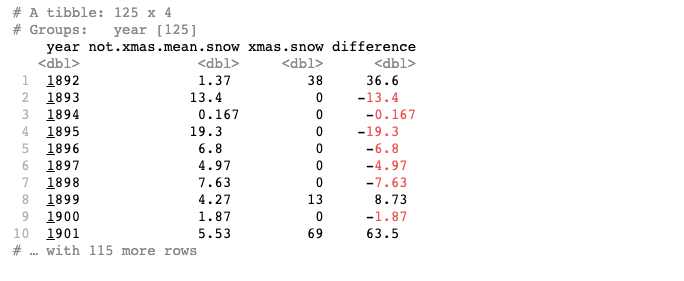 # A tibble: 125 x 4
# Groups:   year [125]
    year not.xmas.mean.snow xmas.snow difference
   <dbl>              <dbl>     <dbl>      <dbl>
 1  1892              1.37         38     36.6
 2  1893             13.4           0    -13.4
 3  1894              0.167         0     -0.167
 4  1895             19.3           0    -19.3
 5  1896              6.8           0     -6.8
 6  1897              4.97          0     -4.97
 7  1898              7.63          0     -7.63
 8  1899              4.27         13      8.73
 9  1900              1.87          0     -1.87
10  1901              5.53         69     63.5
# … with 115 more rows